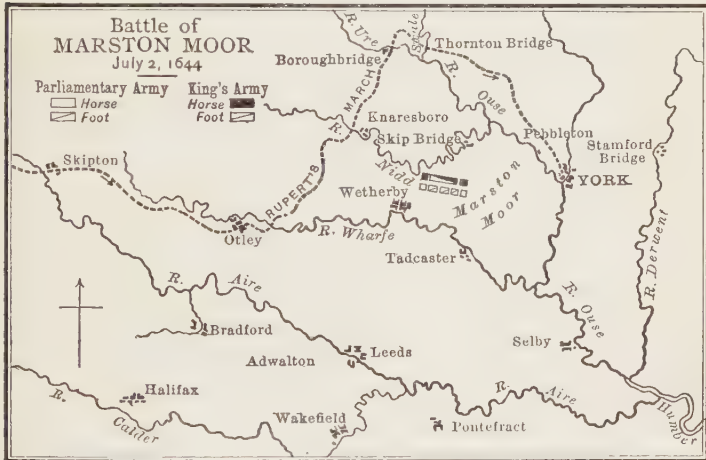 Battle of
MARSTON MOOR
July 2, 1644
Parliamentary Army
Horse
Foot
King's Army
Horse
Foot
R. Ure
Swale
Boroughbridge
Thornton Bridge
RUPERT'S MARCH
R. Nidd
Knaresboro
Skip Bridge
R. Ouse
Pebbleton
Stamford
Bridge
YORK
Skipton
Wetherby
Marston
Moor
Otley
R. Wharfe
Tadcaster
R. Derwent
R. Aire
Bradford
Adwalton
Leeds
R. Ouse
Selby
Halifax
R. Calder
Wakefield
Pontefract
R. Aire
Humber